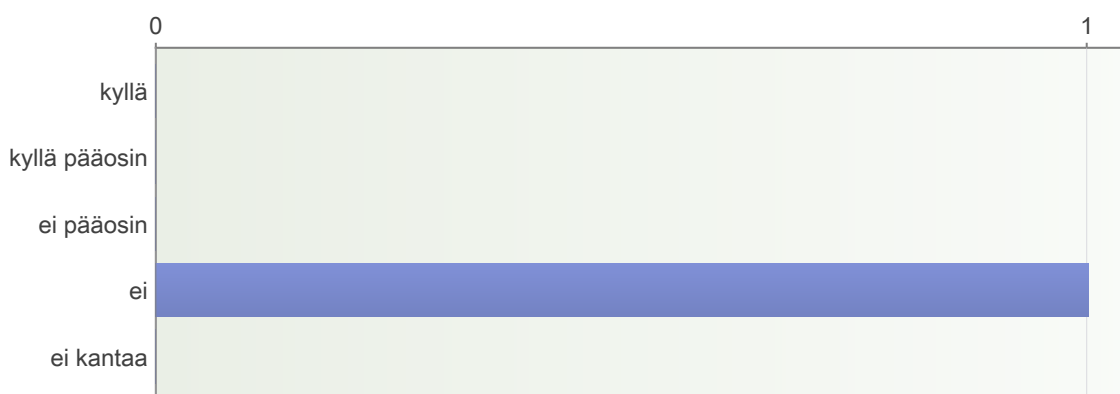 0 1
kyllä
kyllä pääosin
ei pääosin
ei
ei kantaa